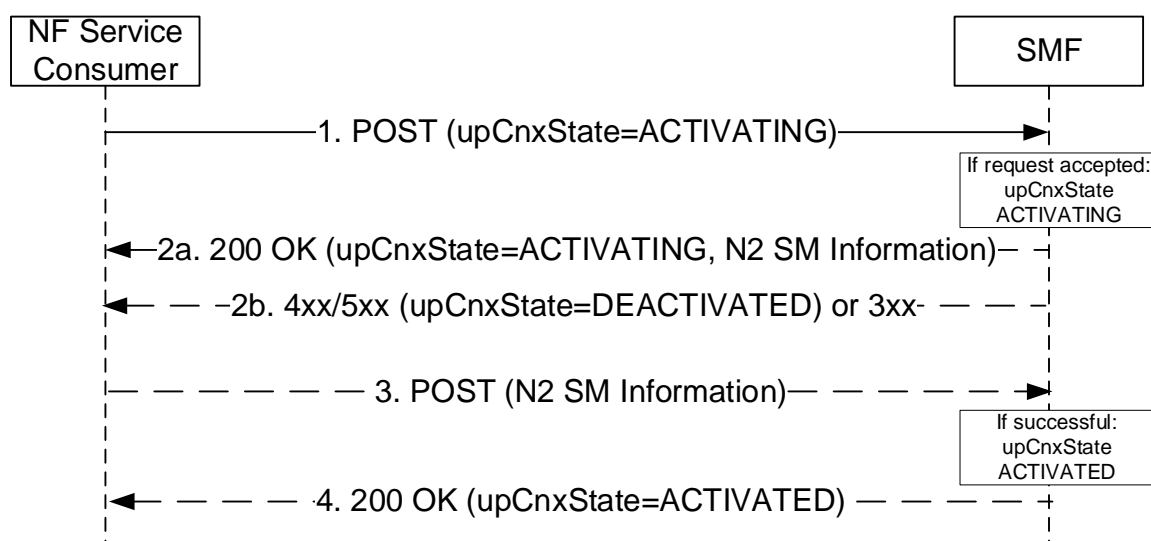 NF Service
Consumer
SMF
1. POST (upCnxState=ACTIVATING)
If request accepted:
upCnxState
ACTIVATING
2a. 200 OK (upCnxState=ACTIVATING, N2 SM Information)
2b. 4xx/5xx (upCnxState=DEACTIVATED) or 3xx
3. POST (N2 SM Information)
If successful:
upCnxState
ACTIVATED
4. 200 OK (upCnxState=ACTIVATED)